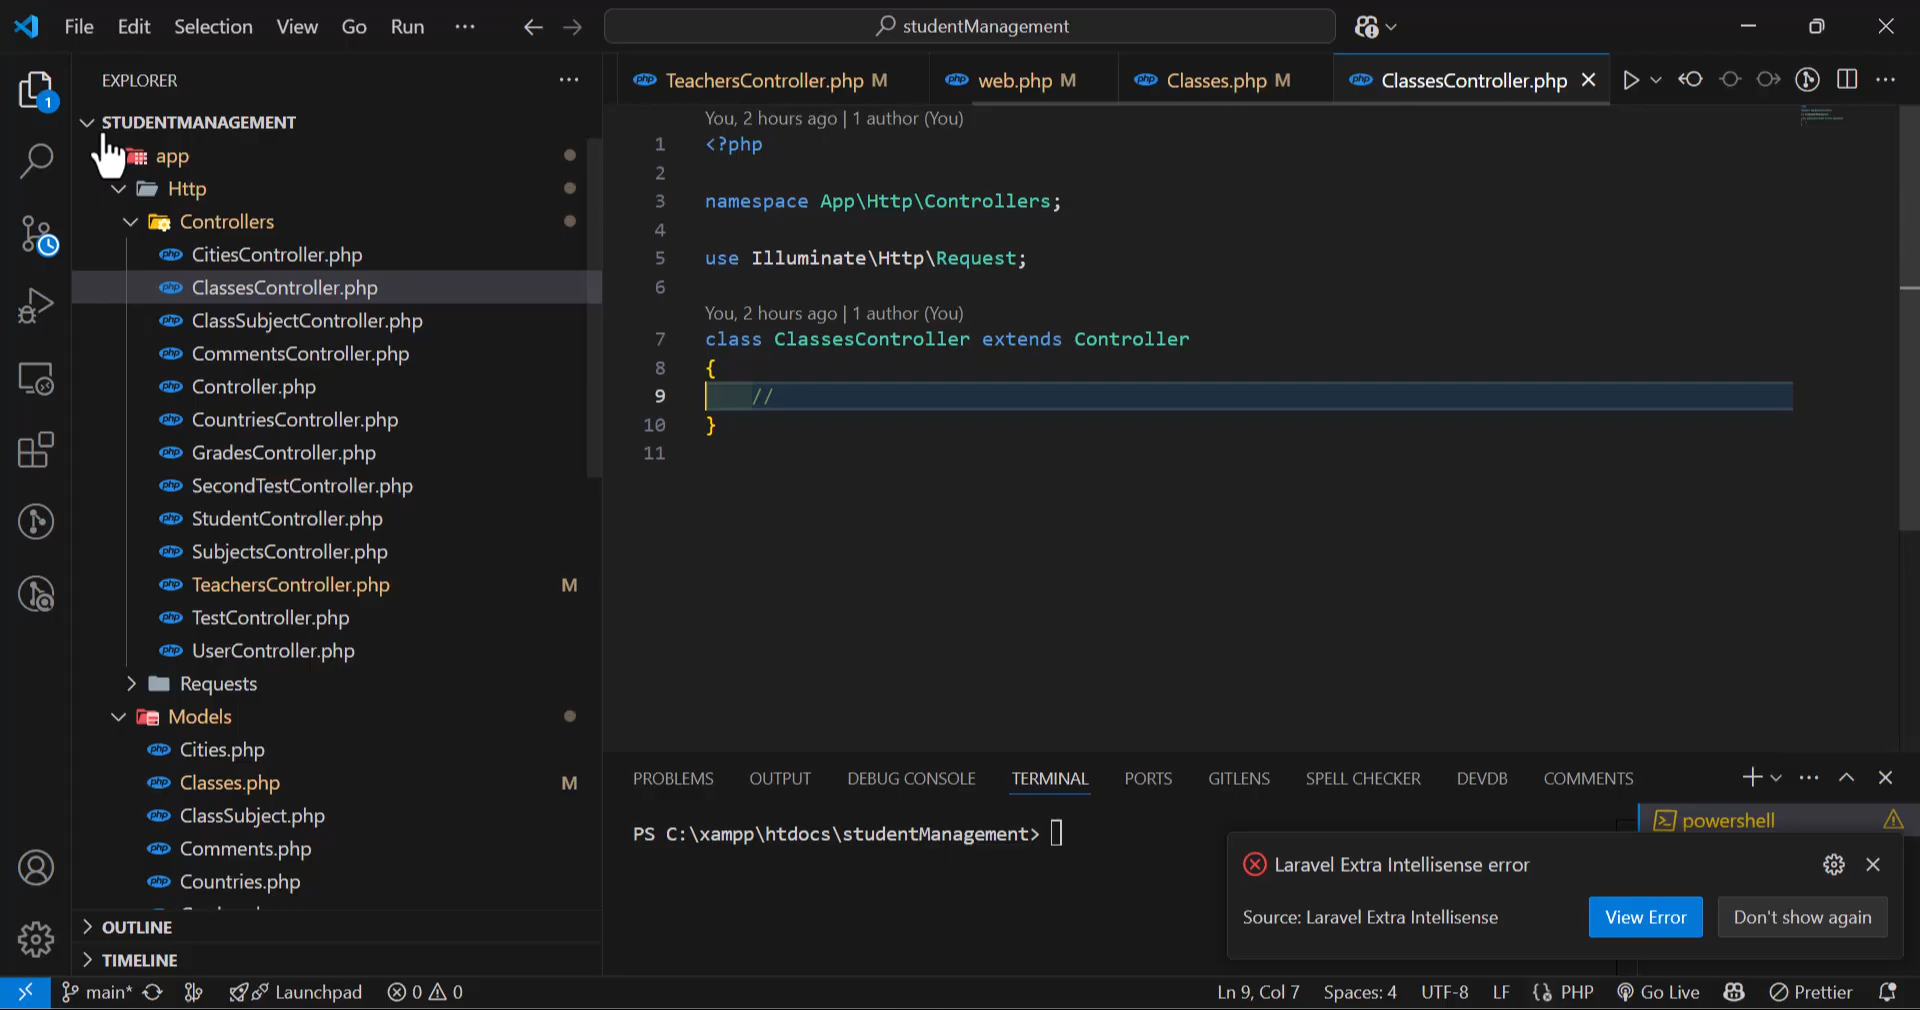 File Edit Selection View Go Run ··· studentManagement
EXPLORER ···
1
STUDENTMANAGEMENT
app
Http
Controllers
CitiesController.php
ClassesController.php
ClassSubjectController.php
CommentsController.php
Controller.php
CountriesController.php
GradesController.php
SecondTestController.php
StudentController.php
SubjectsController.php
TeachersController.php M
TestController.php
UserController.php
Requests
Models
Cities.php
Classes.php M
ClassSubject.php
Comments.php
Countries.php
OUTLINE
TIMELINE
TeachersController.php M web.php M Classes.php M ClassesController.php
You, 2 hours ago | 1 author (You)
1 <?php
2
3 namespace App\Http\Controllers;
4
5 use Illuminate\Http\Request;
6
You, 2 hours ago | 1 author (You)
7 class ClassesController extends Controller
8 {
9 //
10 }
11
PROBLEMS OUTPUT DEBUG CONSOLE TERMINAL PORTS GITLENS SPELL CHECKER DEVDB COMMENTS
PS C:\xampp\htdocs\studentManagement>
powershell
Laravel Extra Intellisense error
Source: Laravel Extra Intellisense View Error Don't show again
main* Launchpad 0 0 Ln 9, Col 7 Spaces: 4 UTF-8 LF PHP Go Live Prettier